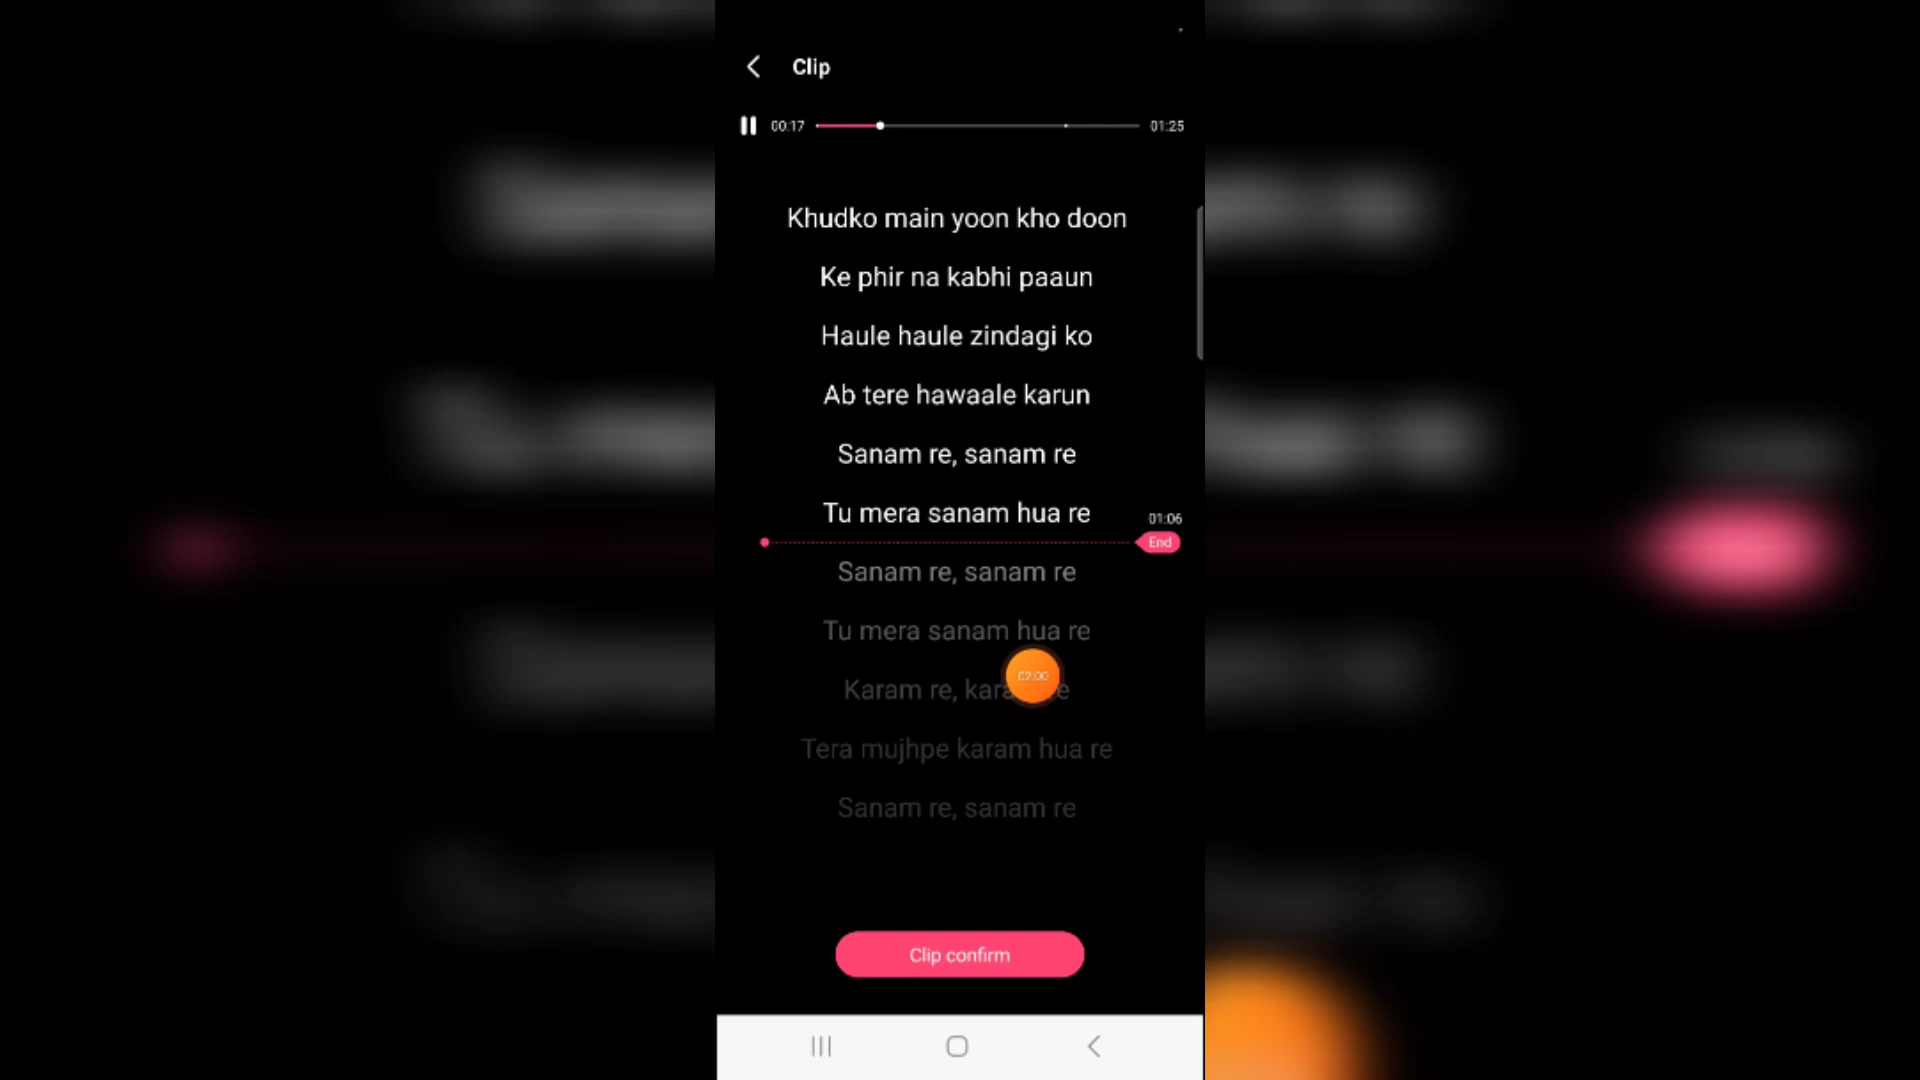 Clip
00:17 01:25
Khudko main yoon kho doon
Ke phir na kabhi paaun
Haule haule zindagi ko
Ab tere hawaale karun
Sanam re, sanam re
Tu mera sanam hua re
01:06
End
Sanam re, sanam re
Tu mera sanam hua re
02:00
Karam re,
Tera mujhpe karam hua re
Sanam re, sanam re
Clip confirm